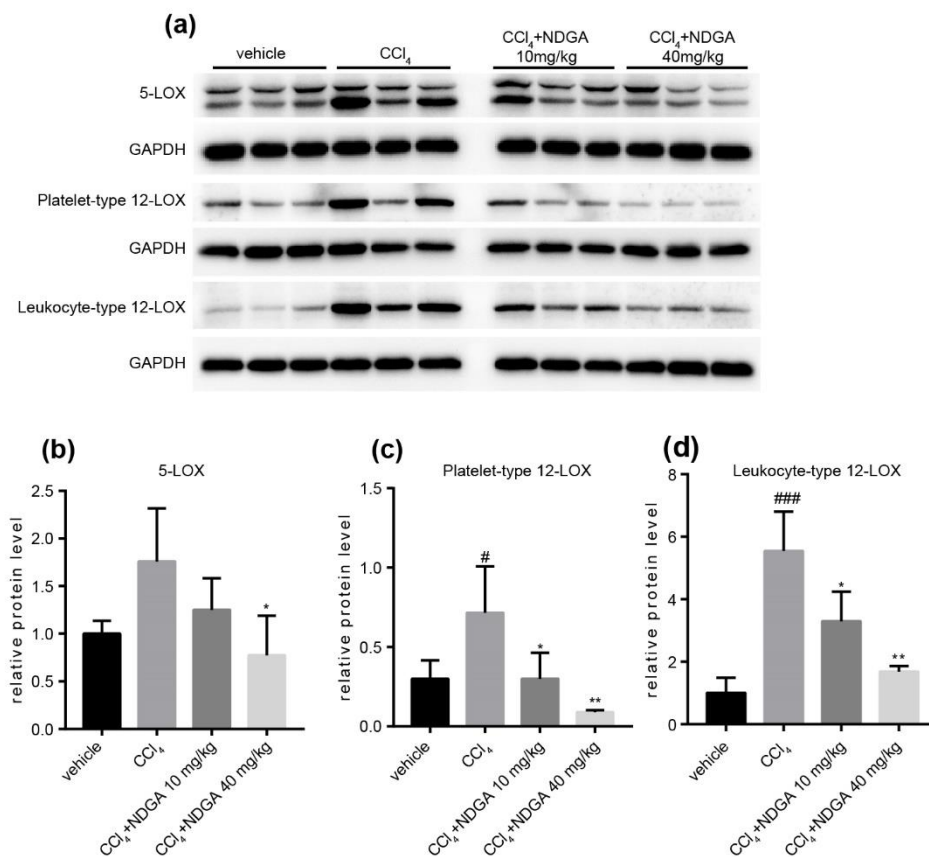 (a)
vehicle
CCl₄
CCl₄+NDGA
10mg/kg
CCl₄+NDGA
40mg/kg
5-LOX
GAPDH
Platelet-type 12-LOX
GAPDH
Leukocyte-type 12-LOX
GAPDH
(b)
5-LOX
relative protein level
2.5
2.0
1.5
1.0
0.5
0.0
*
vehicle
CCl₄
CCl₄+NDGA 10 mg/kg
CCl₄+NDGA 40 mg/kg
(c)
Platelet-type 12-LOX
relative protein level
1.5
1.0
0.5
0.0
#
*
**
vehicle
CCl₄
CCl₄+NDGA 10 mg/kg
CCl₄+NDGA 40 mg/kg
(d)
Leukocyte-type 12-LOX
relative protein level
8
6
4
2
0
###
*
**
vehicle
CCl₄
CCl₄+NDGA 10 mg/kg
CCl₄+NDGA 40 mg/kg